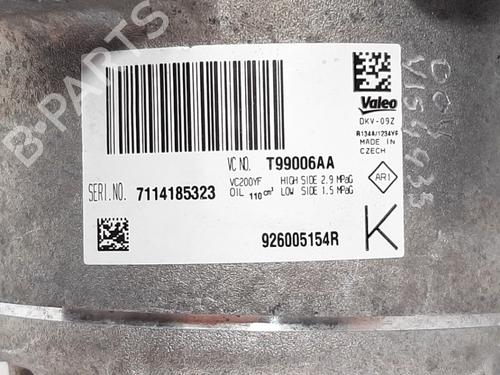 Valeo
DKV-09Z
R134A/1234YF
MADE IN
CZECH
VC NO. T99006AA
VC200YF HIGH SIDE 2.9 MPaG
OIL 110 cm³ LOW SIDE 1.5 MPaG
SERI.NO. 7114185323
AR1
926005154R
K
B-PARTS